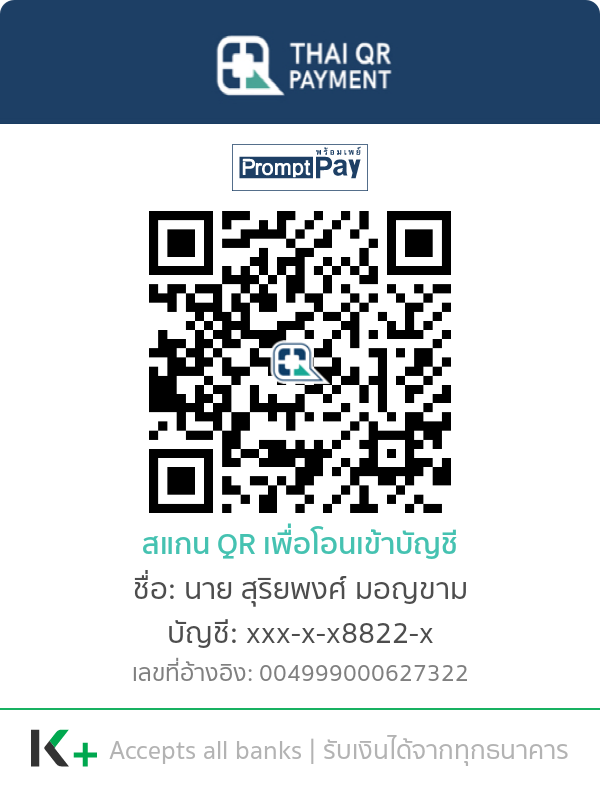 THAI QR
PAYMENT
พร้อมเพย์
PromptPay
สแกน QR เพื่อโอนเข้าบัญชี
ชื่อ: นาย สุริยพงศ์ มอญขาม
บัญชี: xxx-x-x8822-x
เลขที่อ้างอิง: 004999000627322
K+ Accepts all banks | รับเงินได้จากทุกธนาคาร